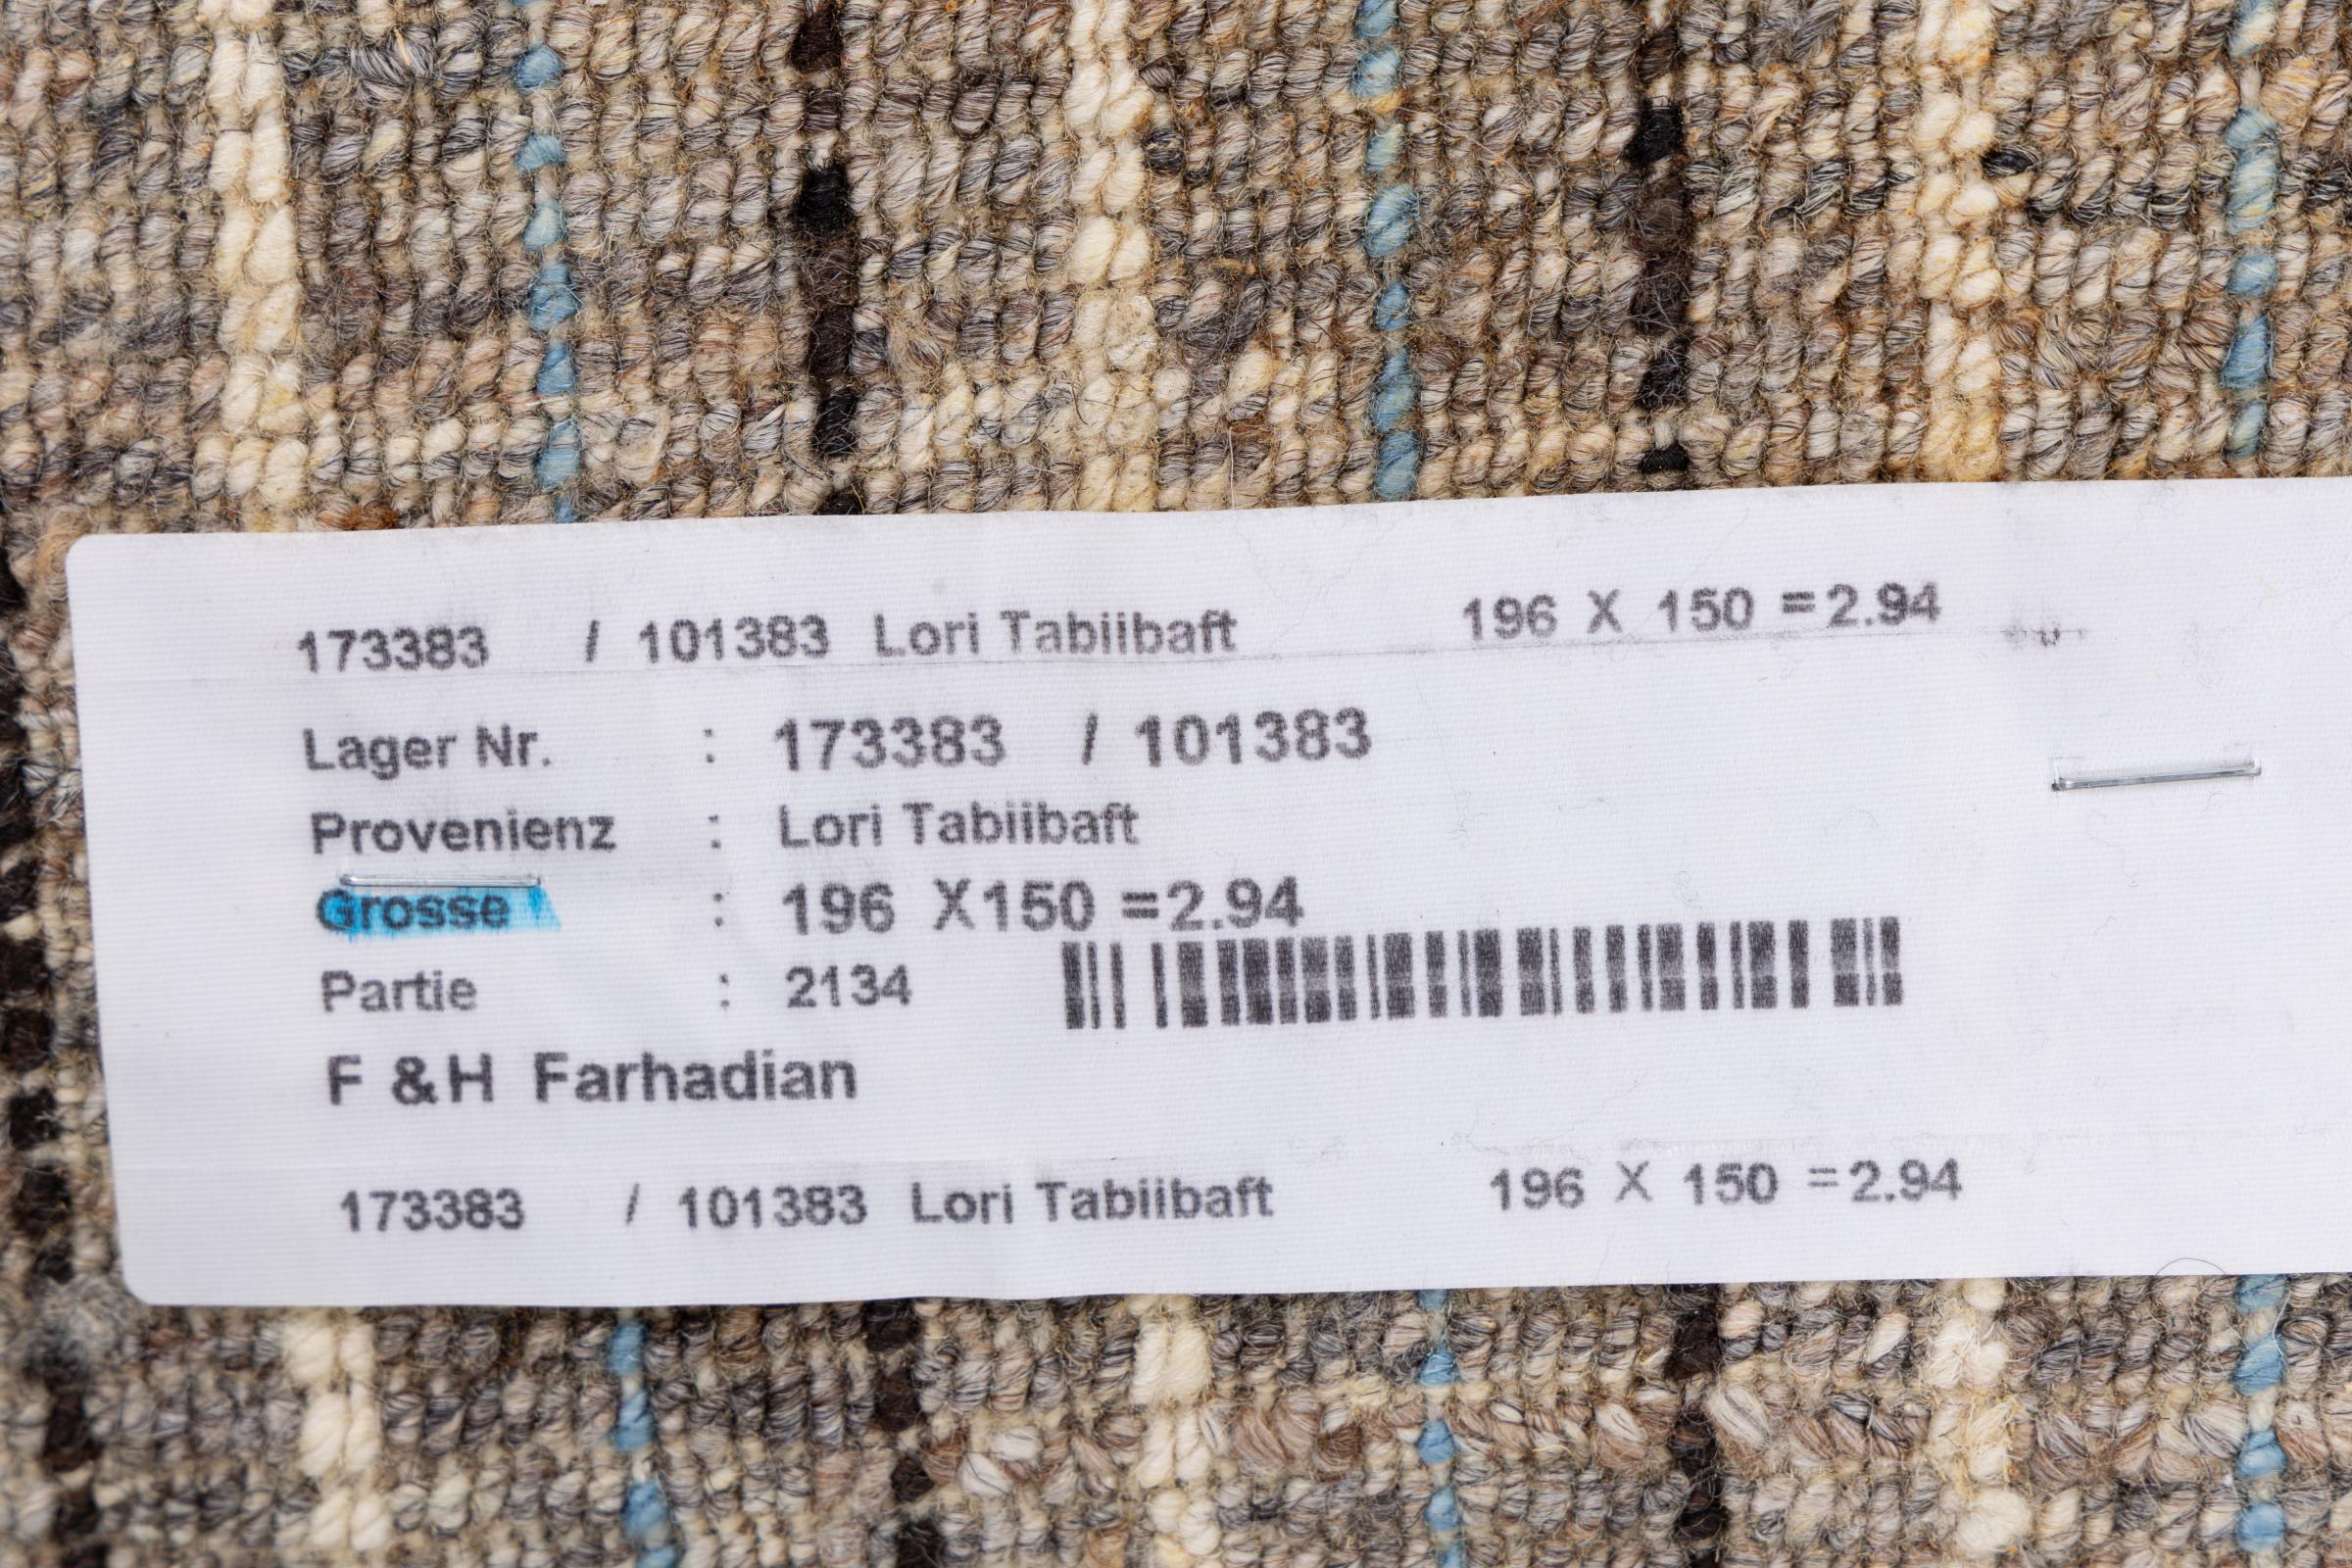 173383 / 101383 Lori Tabiibaft 196 X 150 =2.94
Lager Nr. : 173383 / 101383
Provenienz : Lori Tabiibaft
Grosse : 196 X150 =2.94
Partie : 2134
F &H Farhadian
173383 / 101383 Lori Tabiibaft 196 X 150 =2.94